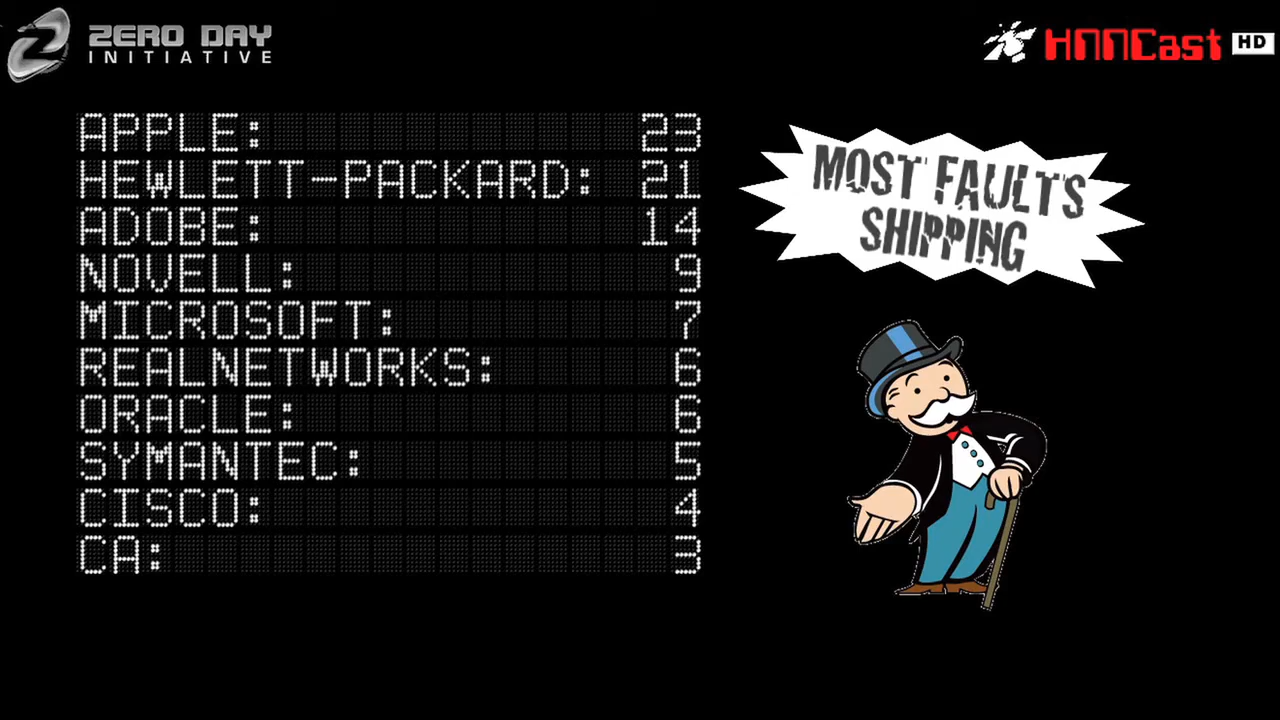 ZERO DAY
INITIATIVE
HNNCast HD
APPLE: 23
HEWLETT-PACKARD: 21
ADOBE: 14
NOVELL: 9
MICROSOFT: 7
REALNETWORKS: 6
ORACLE: 6
SYMANTEC: 5
CISCO: 4
CA: 3
MOST FAULTS
SHIPPING